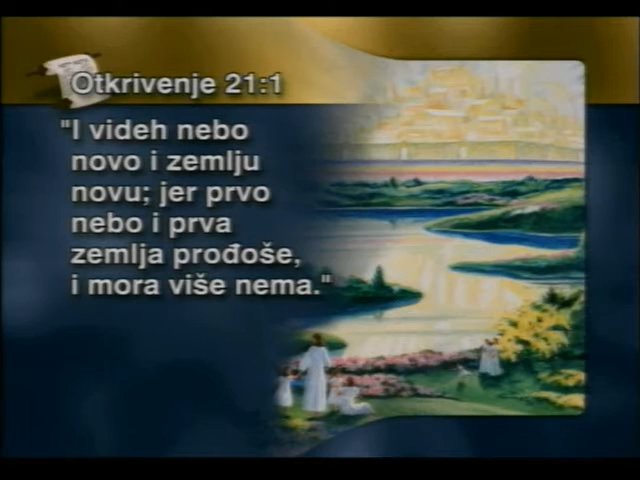 Otkrivenje 21:1
"I videh nebo
novo i zemlju
novu; jer prvo
nebo i prva
zemlja prođoše,
i mora više nema."